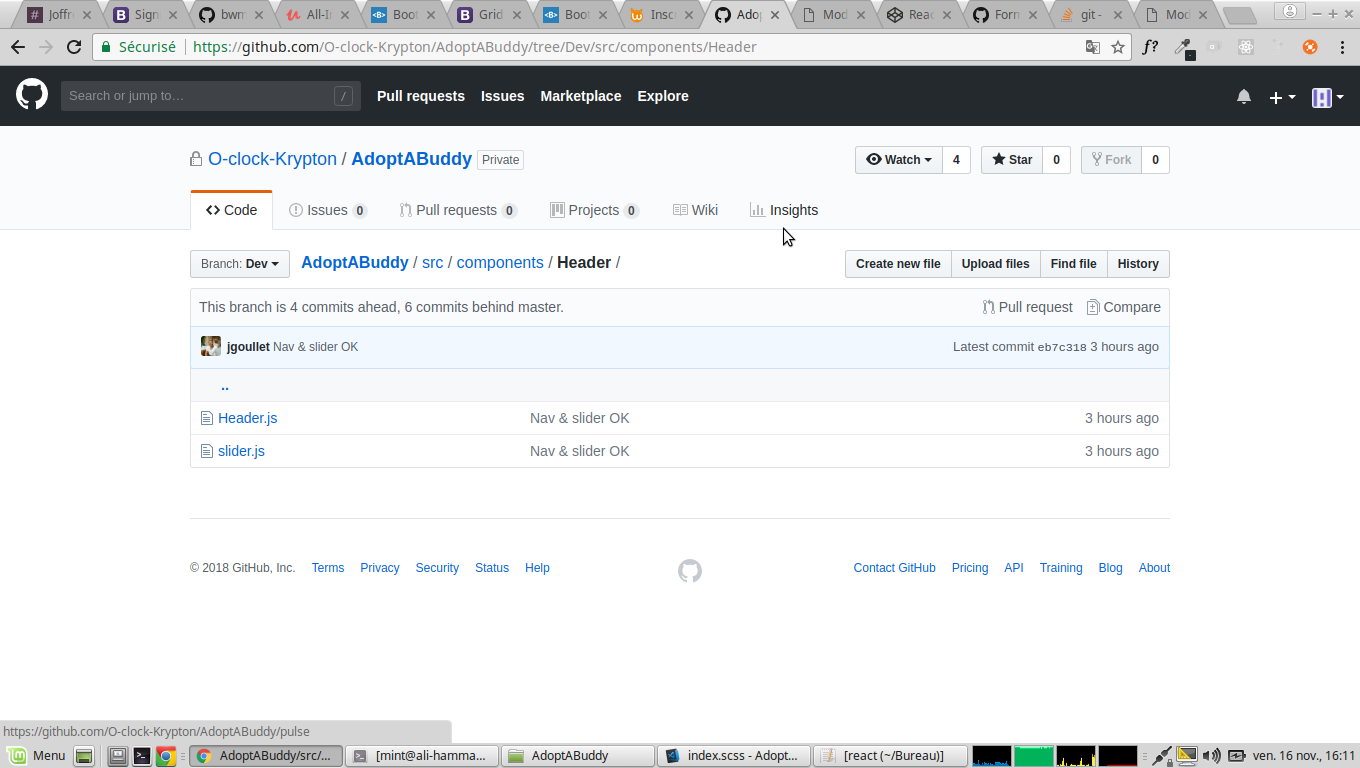 Joffr Sign bwm All-I Boot Grid Boot Inscr Adop Mod Reac Form git - Mod
Sécurisé https://github.com/O-clock-Krypton/AdoptABuddy/tree/Dev/src/components/Header f?
Search or jump to… / Pull requests Issues Marketplace Explore
O-clock-Krypton / AdoptABuddy Private Watch 4 Star 0 Fork 0
Code Issues 0 Pull requests 0 Projects 0 Wiki Insights
Branch: Dev AdoptABuddy / src / components / Header / Create new file Upload files Find file History
This branch is 4 commits ahead, 6 commits behind master. Pull request Compare
jgoullet Nav & slider OK Latest commit eb7c318 3 hours ago
..
Header.js Nav & slider OK 3 hours ago
slider.js Nav & slider OK 3 hours ago
© 2018 GitHub, Inc. Terms Privacy Security Status Help Contact GitHub Pricing API Training Blog About
https://github.com/O-clock-Krypton/AdoptABuddy/pulse
Menu AdoptABuddy/src/... [mint@ali-hamma... AdoptABuddy index.scss - Adopt... [react (~/Bureau)] ven. 16 nov., 16:11